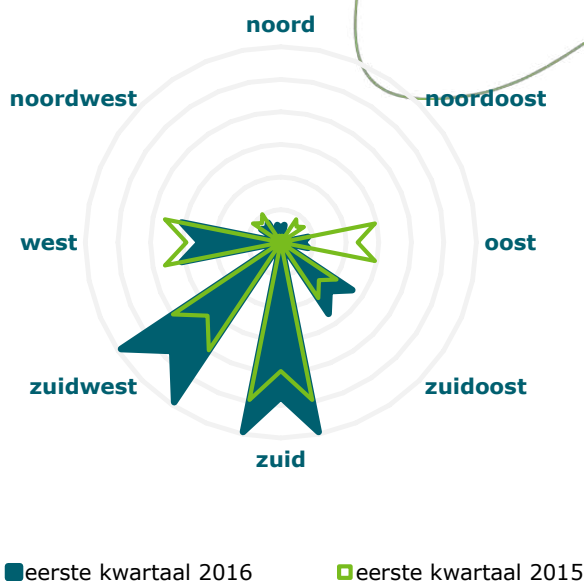 noord
noordwest
noordoost
west
oost
zuidwest
zuidoost
zuid
eerste kwartaal 2016
eerste kwartaal 2015